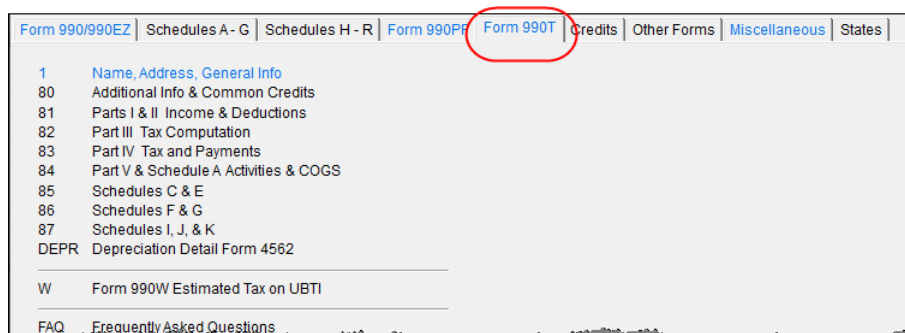 Form 990/990EZ Schedules A - G Schedules H - R Form 990PF Form 990T Credits Other Forms Miscellaneous States
1 Name, Address, General Info
80 Additional Info & Common Credits
81 Parts I & II Income & Deductions
82 Part III Tax Computation
83 Part IV Tax and Payments
84 Part V & Schedule A Activities & COGS
85 Schedules C & E
86 Schedules F & G
87 Schedules I, J, & K
DEPR Depreciation Detail Form 4562
W Form 990W Estimated Tax on UBTI
FAQ Frequently Asked Questions